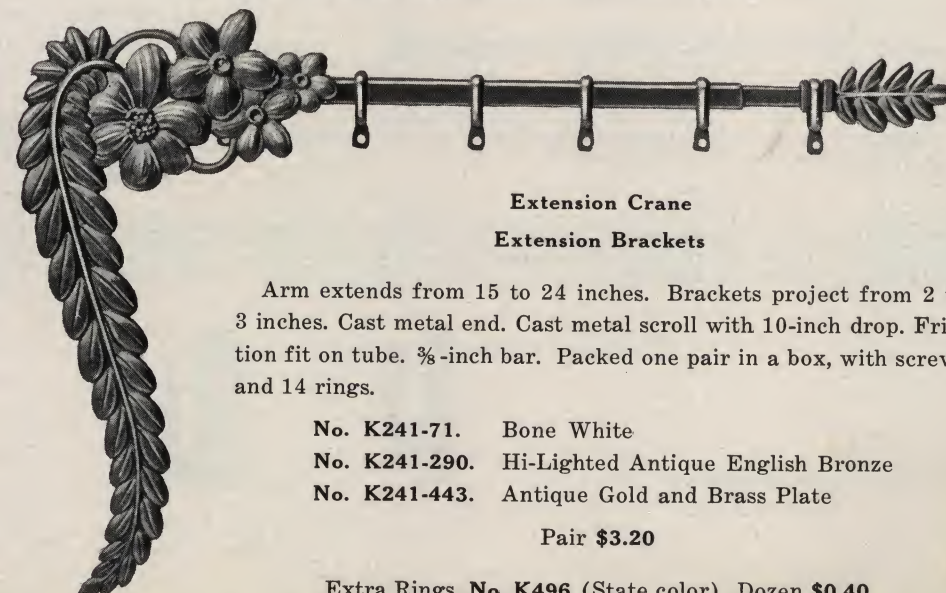 Extension Crane
Extension Brackets
Arm extends from 15 to 24 inches. Brackets project from 2
3 inches. Cast metal end. Cast metal scroll with 10-inch drop. Fri
tion fit on tube. ⅜-inch bar. Packed one pair in a box, with screw
and 14 rings.
No. K241-71. Bone White
No. K241-290. Hi-Lighted Antique English Bronze
No. K241-443. Antique Gold and Brass Plate
Pair $3.20
Extra Rings, No. K496 (State color) Dozen $0.40